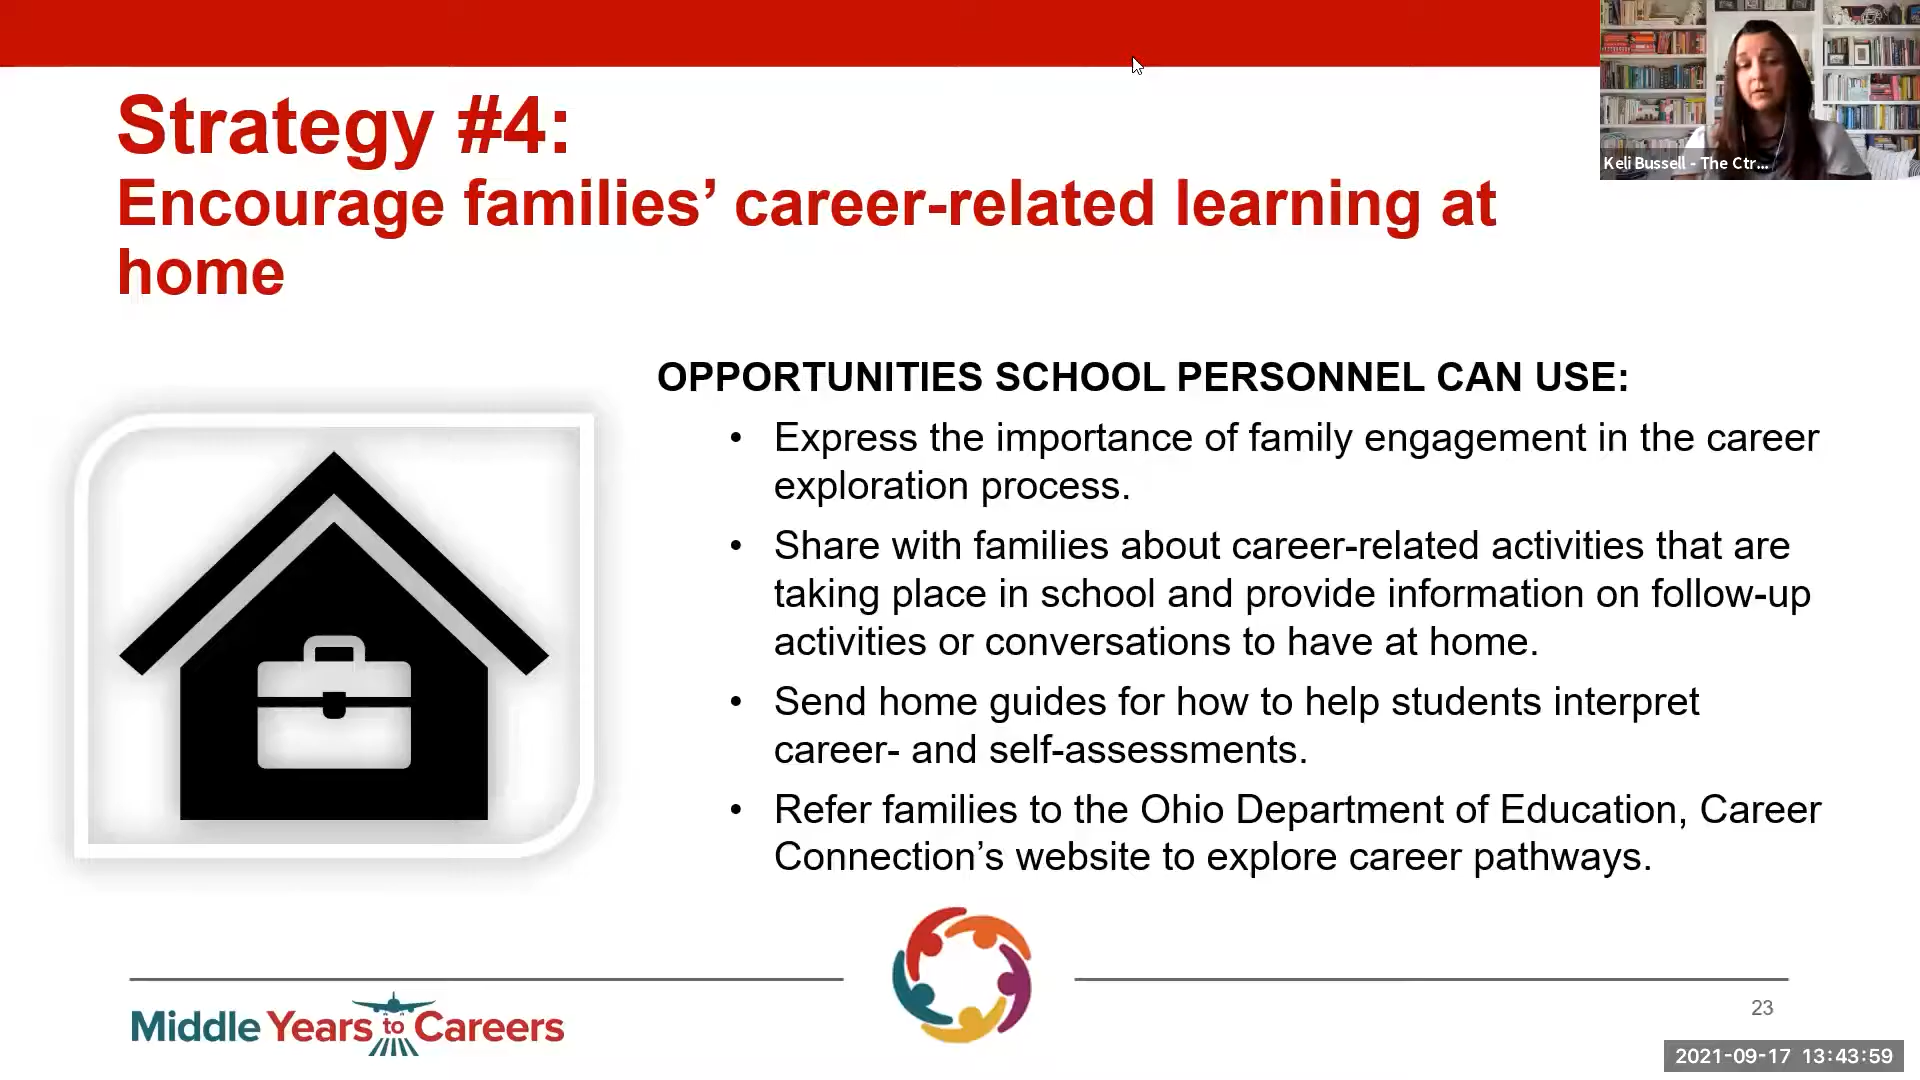 Strategy #4:
Encourage families’ career-related learning at
home
Keli Bussell - The Ctr...
OPPORTUNITIES SCHOOL PERSONNEL CAN USE:
• Express the importance of family engagement in the career
exploration process.
• Share with families about career-related activities that are
taking place in school and provide information on follow-up
activities or conversations to have at home.
• Send home guides for how to help students interpret
career- and self-assessments.
• Refer families to the Ohio Department of Education, Career
Connection’s website to explore career pathways.
Middle Years to Careers
23
2021-09-17 13:43:59